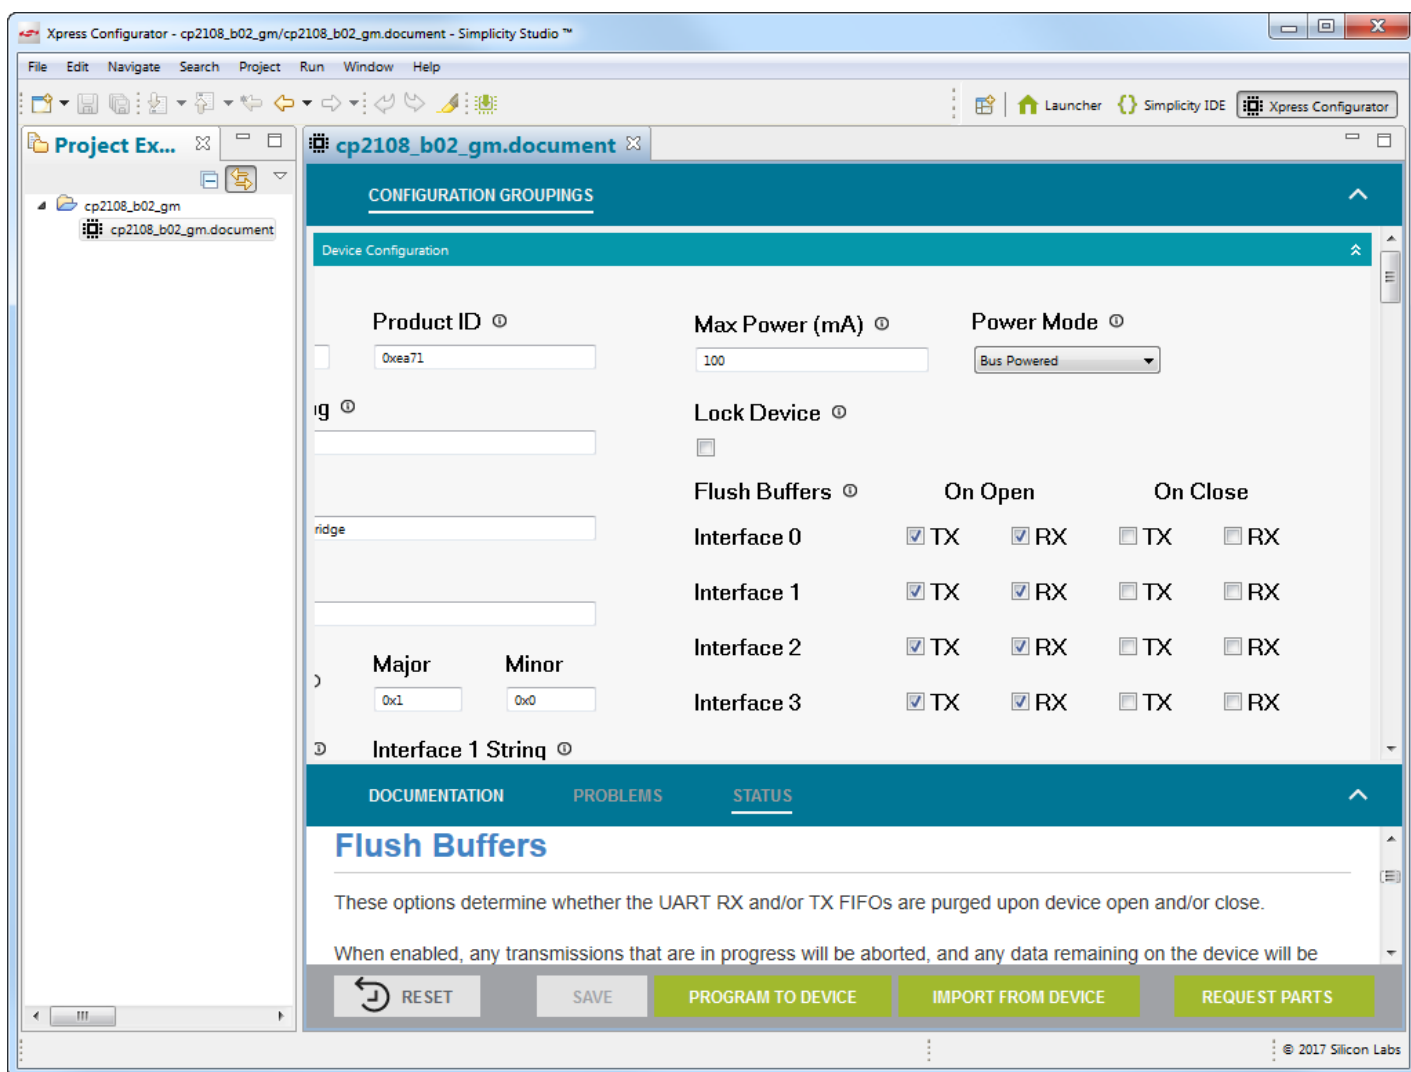 Xpress Configurator - cp2108_b02_gm/cp2108_b02_gm.document - Simplicity Studio ™
File Edit Navigate Search Project Run Window Help
Launcher Simplicity IDE Xpress Configurator
Project Ex...
cp2108_b02_gm.document
cp2108_b02_gm
cp2108_b02_gm.document
CONFIGURATION GROUPINGS
Device Configuration
Product ID
Max Power (mA)
Power Mode
0xea71
100
Bus Powered
ng
Lock Device
Flush Buffers On Open On Close
ridge
Interface 0 TX RX TX RX
Interface 1 TX RX TX RX
Interface 2 TX RX TX RX
Major Minor
0x1 0x0
Interface 3 TX RX TX RX
Interface 1 String
DOCUMENTATION PROBLEMS STATUS
Flush Buffers
These options determine whether the UART RX and/or TX FIFOs are purged upon device open and/or close.
When enabled, any transmissions that are in progress will be aborted, and any data remaining on the device will be
RESET SAVE PROGRAM TO DEVICE IMPORT FROM DEVICE REQUEST PARTS
© 2017 Silicon Labs